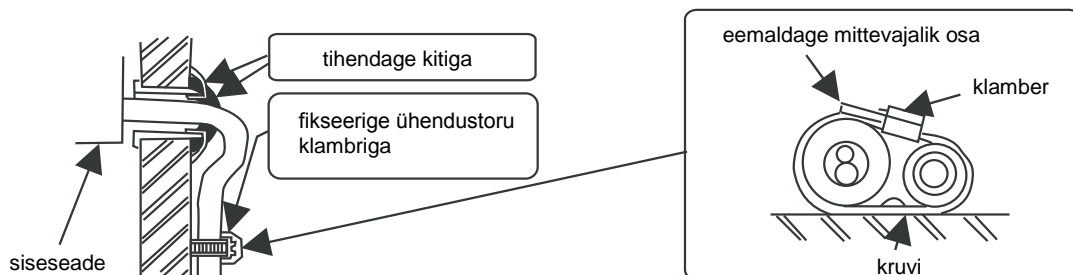 tihendage kitiga
fikseerige ühendustoru
klambriga
siseseade
eemaldage mittevajalik osa
klamber
kruvi